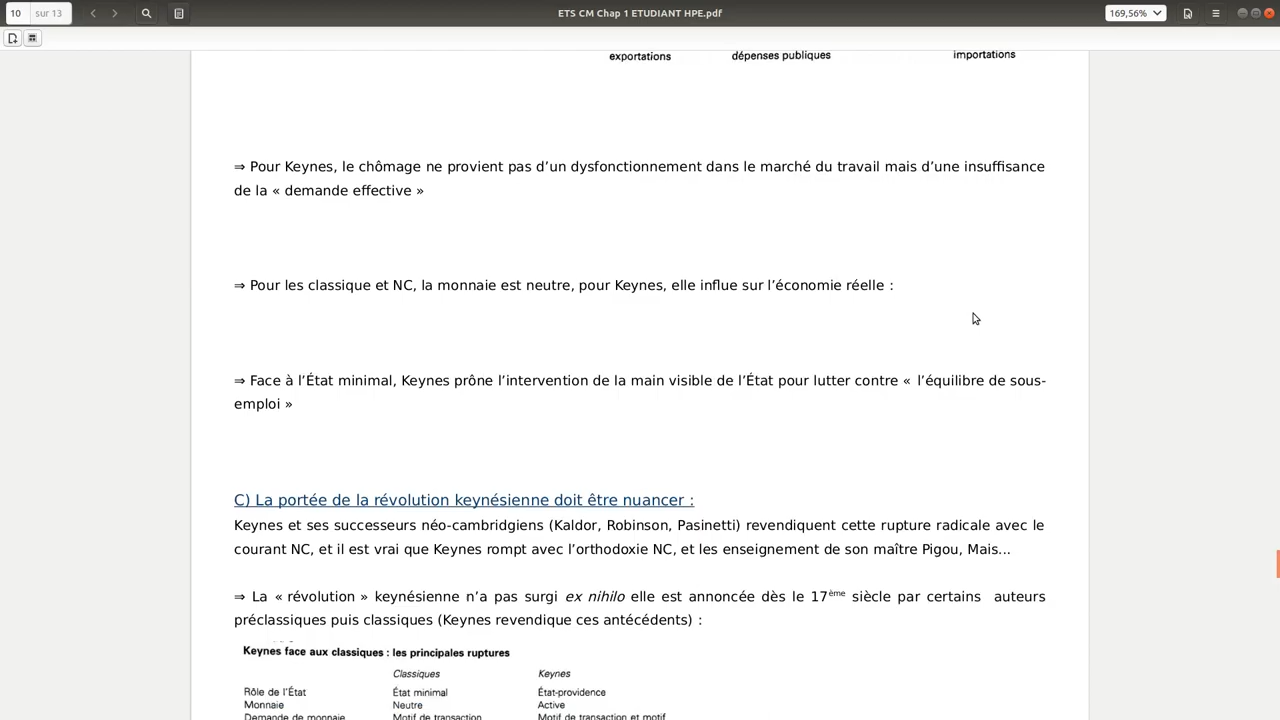 10 sur 13 ETS CM Chap 1 ETUDIANT HPE.pdf 169,56%
exportations dépenses publiques importations
⇒ Pour Keynes, le chômage ne provient pas d’un dysfonctionnement dans le marché du travail mais d’une insuffisance
de la « demande effective »
⇒ Pour les classique et NC, la monnaie est neutre, pour Keynes, elle influe sur l’économie réelle :
⇒ Face à l’État minimal, Keynes prône l’intervention de la main visible de l’État pour lutter contre « l’équilibre de sous-
emploi »
C) La portée de la révolution keynésienne doit être nuancer :
Keynes et ses successeurs néo-cambridgiens (Kaldor, Robinson, Pasinetti) revendiquent cette rupture radicale avec le
courant NC, et il est vrai que Keynes rompt avec l’orthodoxie NC, et les enseignement de son maître Pigou, Mais...
⇒ La « révolution » keynésienne n’a pas surgi ex nihilo elle est annoncée dès le 17ème siècle par certains auteurs
préclassiques puis classiques (Keynes revendique ces antécédents) :
Keynes face aux classiques : les principales ruptures
Classiques Keynes
Rôle de l'État État minimal État-providence
Monnaie Neutre Active
Demande de monnaie Motif de transaction Motif de transaction et motif